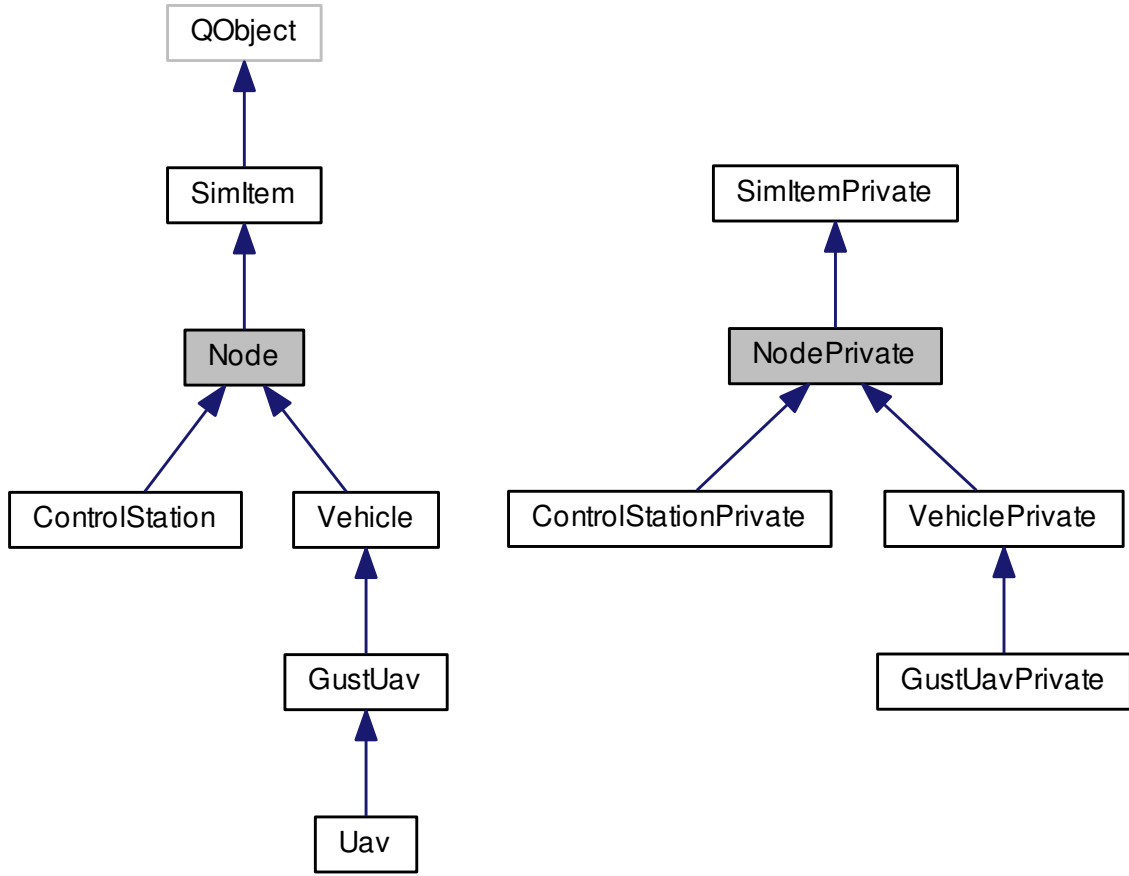 QObject
SimItem
SimItemPrivate
Node
NodePrivate
ControlStation
Vehicle
ControlStationPrivate
VehiclePrivate
GustUav
GustUavPrivate
Uav